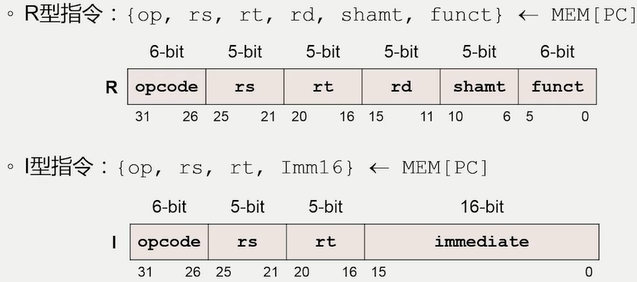 ◦ R型指令：{op, rs, rt, rd, shamt, funct} ← MEM[PC]
6-bit 5-bit 5-bit 5-bit 5-bit 6-bit
R opcode rs rt rd shamt funct
31 26 25 21 20 16 15 11 10 6 5 0
◦ I型指令：{op, rs, rt, Imm16} ← MEM[PC]
6-bit 5-bit 5-bit 16-bit
I opcode rs rt immediate
31 26 25 21 20 16 15 0